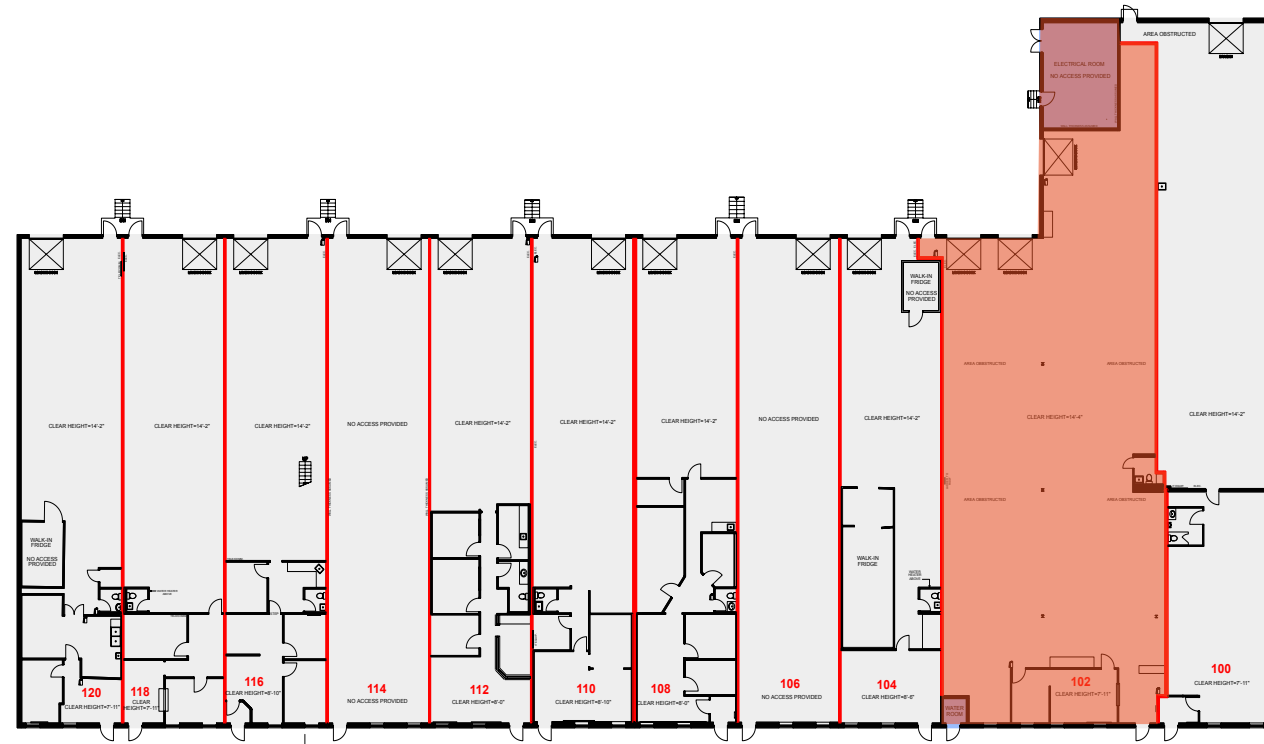 AREA OBSTRUCTED
ELECTRICAL ROOM
NO ACCESS PROVIDED
WALK-IN
FRIDGE
NO ACCESS
PROVIDED
AREA OBSTRUCTED
AREA OBSTRUCTED
CLEAR HEIGHT=14'-2"
CLEAR HEIGHT=14'-2"
CLEAR HEIGHT=14'-2"
NO ACCESS PROVIDED
CLEAR HEIGHT=14'-2"
CLEAR HEIGHT=14'-2"
CLEAR HEIGHT=14'-2"
NO ACCESS PROVIDED
CLEAR HEIGHT=14'-2"
CLEAR HEIGHT=14'-4"
CLEAR HEIGHT=14'-2"
AREA OBSTRUCTED
AREA OBSTRUCTED
WALK-IN
FRIDGE
NO ACCESS
PROVIDED
WALK-IN
FRIDGE
WATER
HEATER
ABOVE
120
CLEAR HEIGHT=7'-11"
118
CLEAR
HEIGHT=7'-11"
116
CLEAR HEIGHT=8'-10"
114
NO ACCESS PROVIDED
112
CLEAR HEIGHT=8'-0"
110
CLEAR HEIGHT=8'-10"
108
CLEAR HEIGHT=8'-0"
106
NO ACCESS PROVIDED
104
CLEAR HEIGHT=8'-8"
WATER
ROOM
102
CLEAR HEIGHT=7'-11"
100
CLEAR HEIGHT=7'-11"